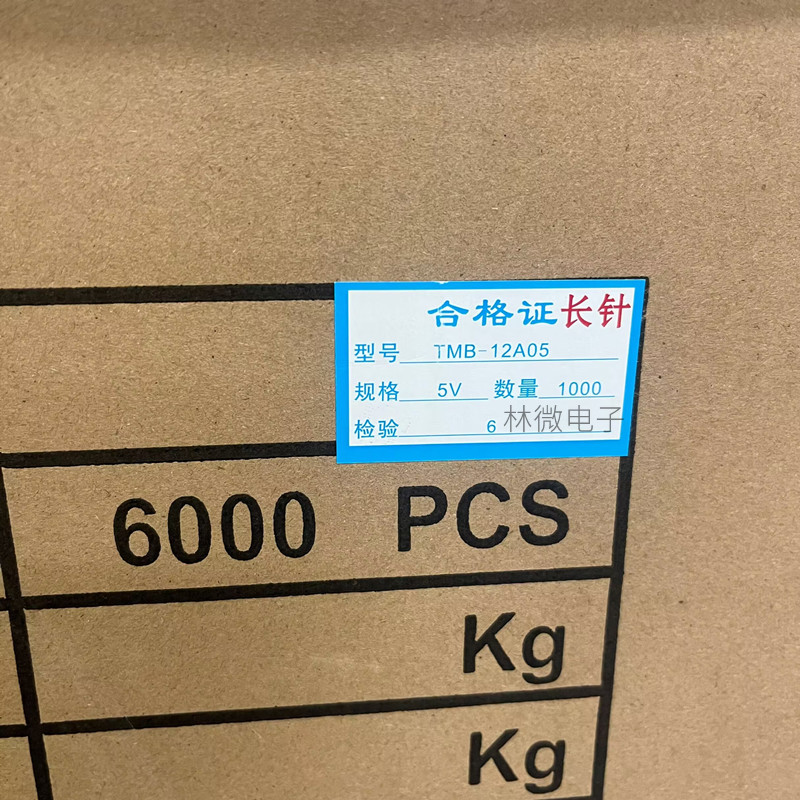 合格证长针
型号 TMB-12A05
规格 5V 数量 1000
检验 6
林微电子
6000 PCS
Kg
Kg